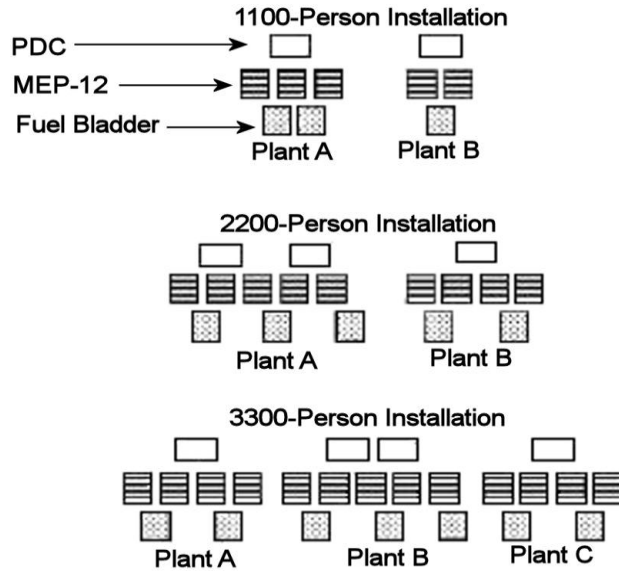 1100-Person Installation
PDC
MEP-12
Fuel Bladder
Plant A Plant B
2200-Person Installation
Plant A Plant B
3300-Person Installation
Plant A Plant B Plant C